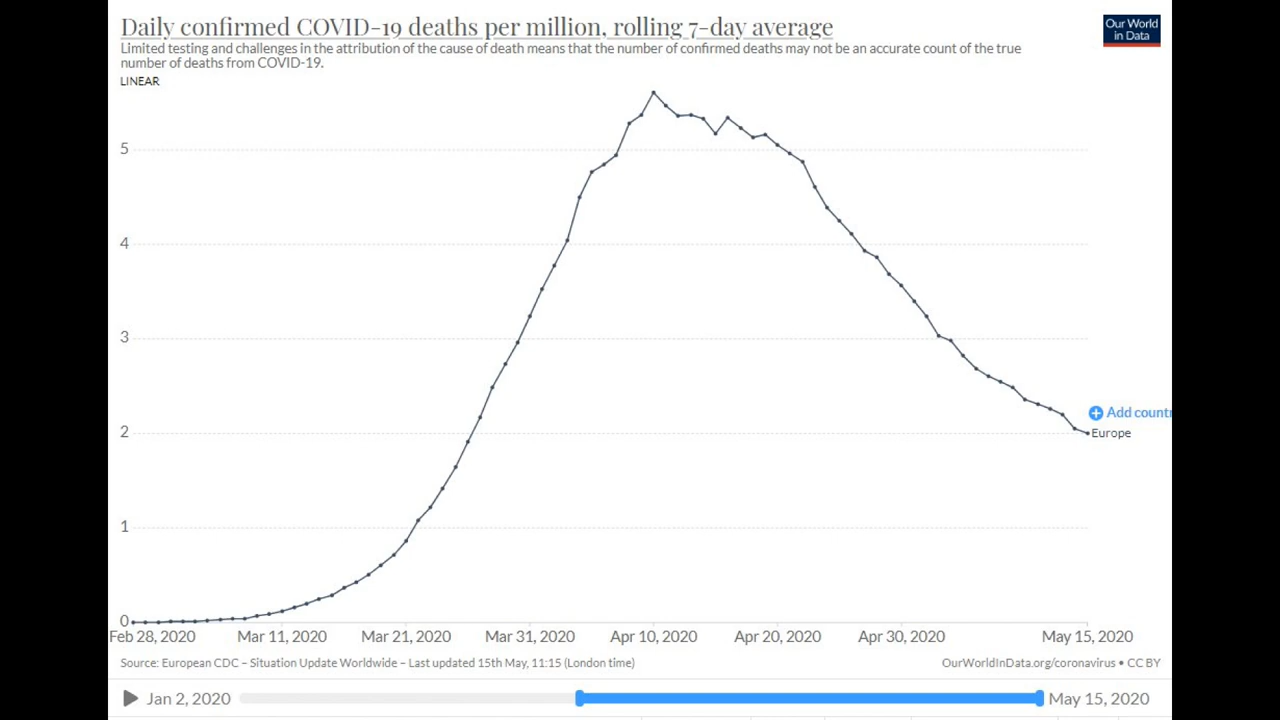 Daily confirmed COVID-19 deaths per million, rolling 7-day average
Our World
in Data
Limited testing and challenges in the attribution of the cause of death means that the number of confirmed deaths may not be an accurate count of the true
number of deaths from COVID-19.
LINEAR
5
4
3
2
1
0
Add countr
Europe
Feb 28, 2020 Mar 11, 2020 Mar 21, 2020 Mar 31, 2020 Apr 10, 2020 Apr 20, 2020 Apr 30, 2020 May 15, 2020
Source: European CDC – Situation Update Worldwide – Last updated 15th May, 11:15 (London time) OurWorldInData.org/coronavirus • CC BY
Jan 2, 2020 May 15, 2020